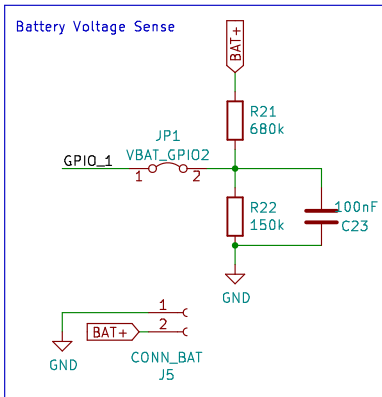 Battery Voltage Sense
BAT+
R21
680k
JP1
VBAT_GPIO2
GPIO_1
1
2
R22
150k
100nF
C23
GND
1
2
BAT+
GND
CONN_BAT
J5